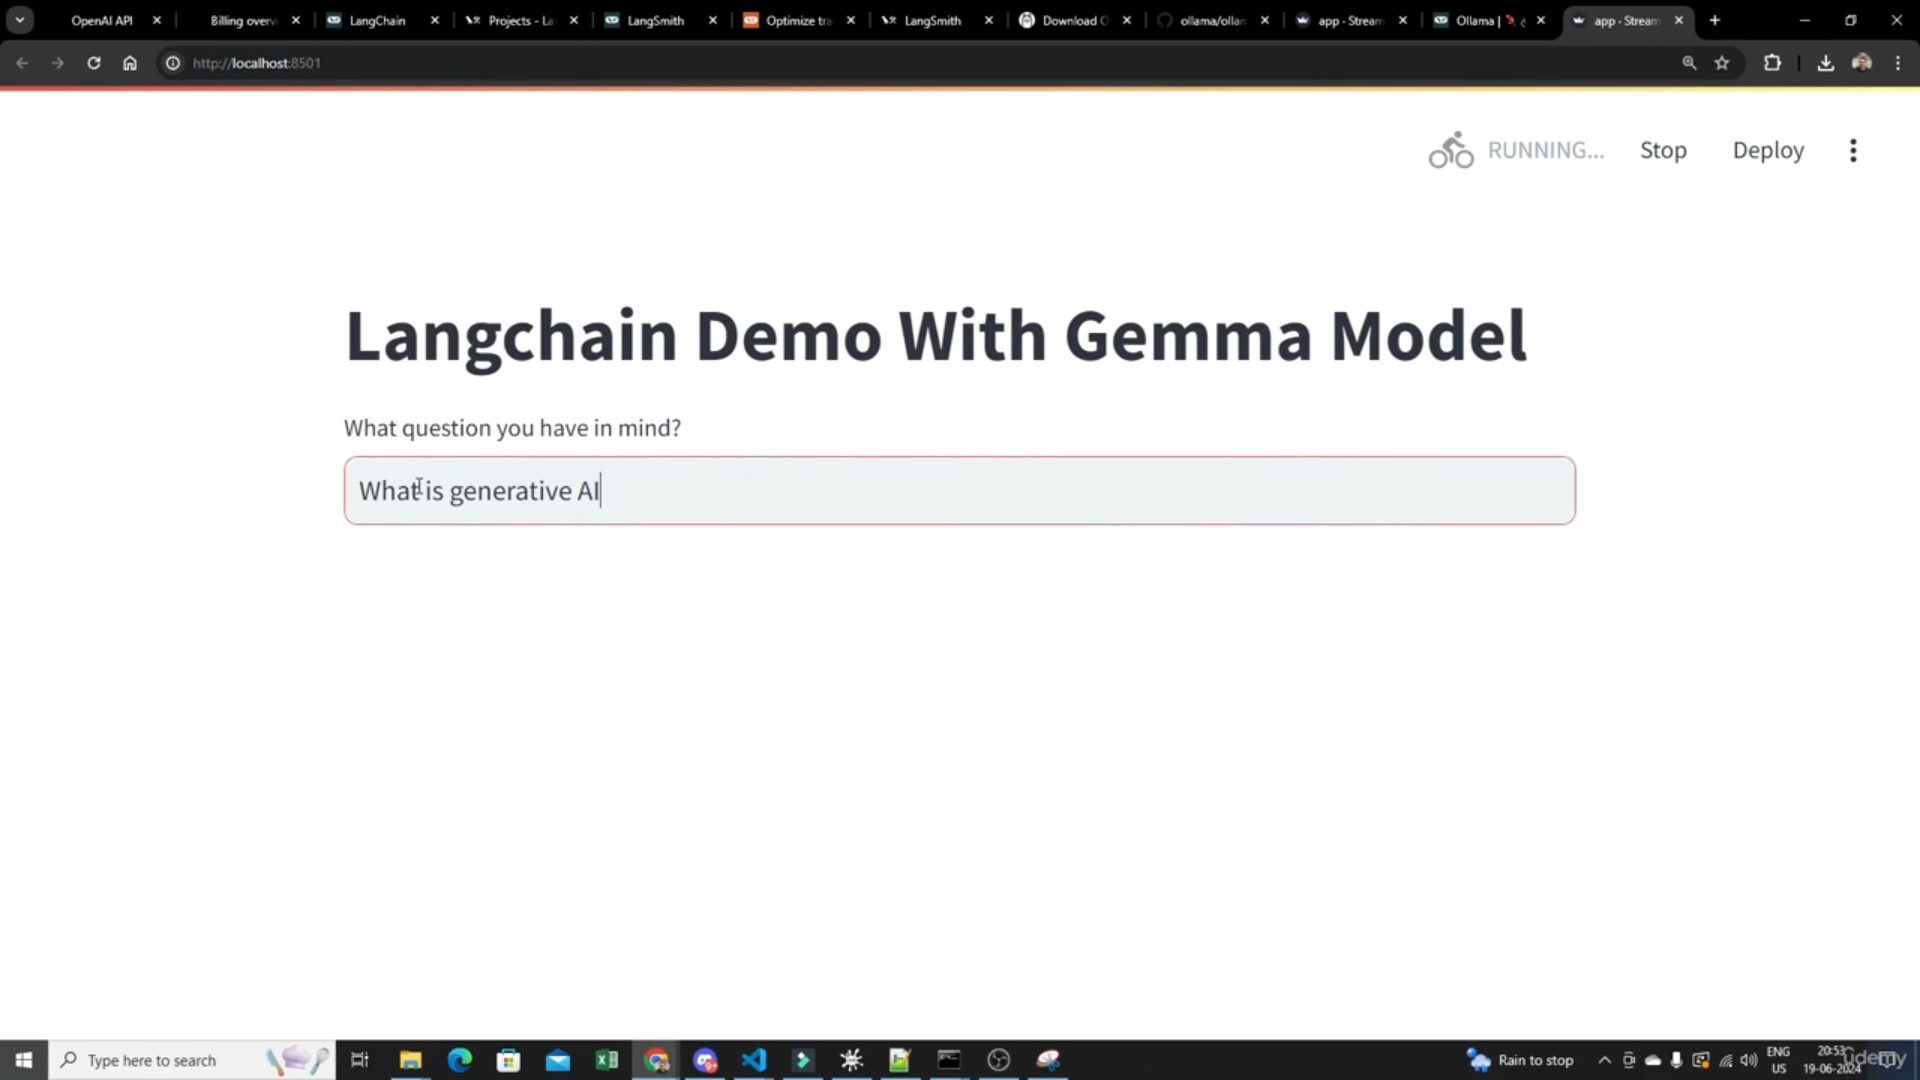 OpenAI API
Billing overv
LangChain
Projects - La
LangSmith
Optimize tra
LangSmith
Download O
ollama/ollan
app · Stream
Ollama |
app · Stream
http://localhost:8501
RUNNING...
Stop
Deploy
Langchain Demo With Gemma Model
What question you have in mind?
What is generative AI
Type here to search
Rain to stop
ENG
US
20:53
19-06-2024
ûdemy